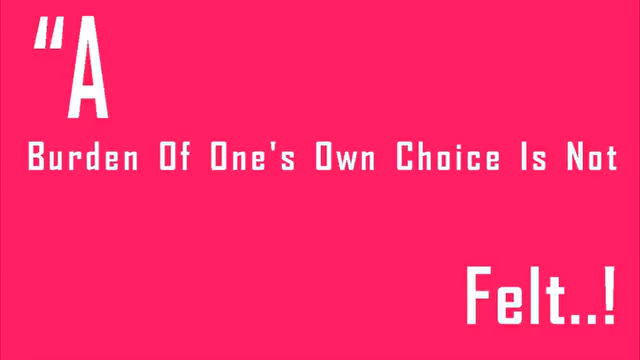 “A
Burden Of One's Own Choice Is Not
Felt..!